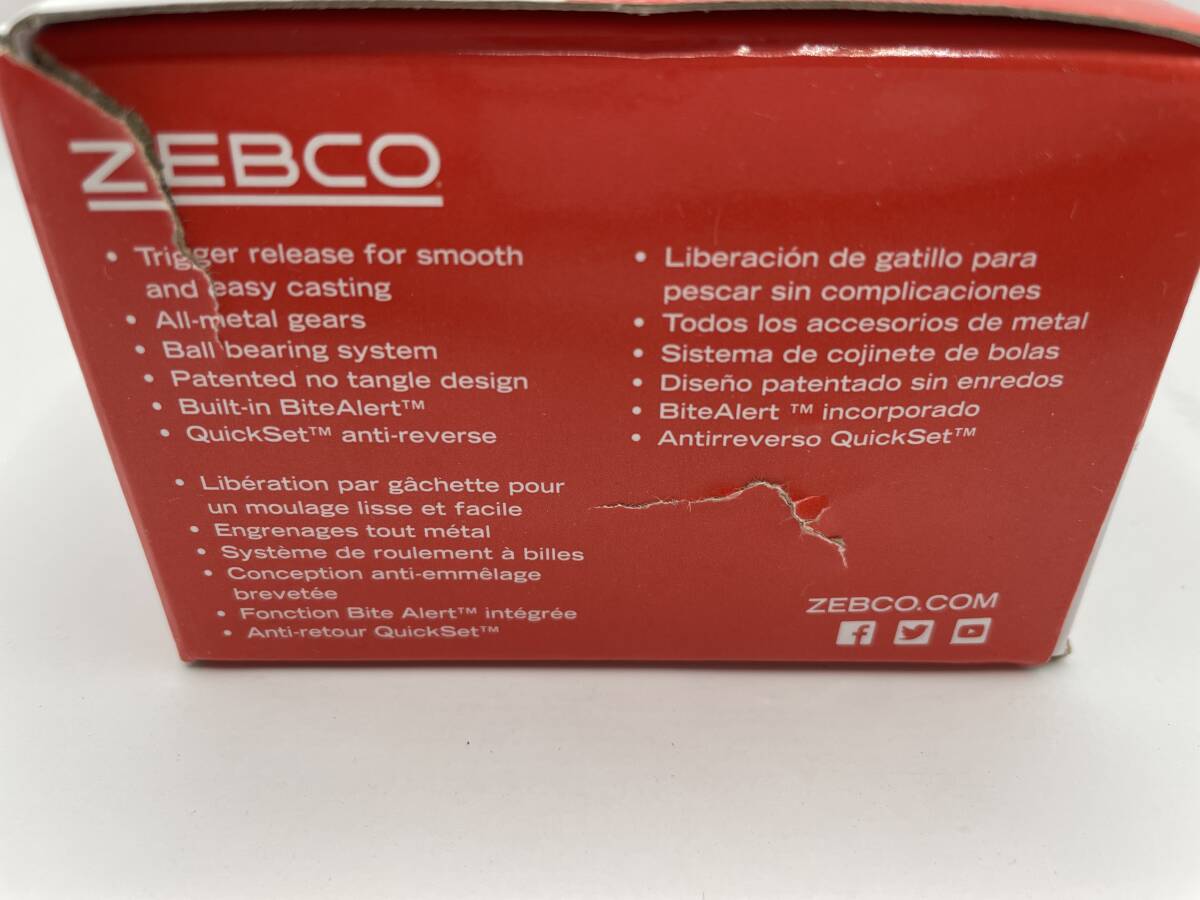 ZEBCO
• Trigger release for smooth
and easy casting
• All-metal gears
• Ball bearing system
• Patented no tangle design
• Built-in BiteAlert™
• QuickSet™ anti-reverse
• Liberación de gatillo para
pescar sin complicaciones
• Todos los accesorios de metal
• Sistema de cojinete de bolas
• Diseño patentado sin enredos
• BiteAlert ™ incorporado
• Antirreverso QuickSet™
• Libération par gâchette pour
un moulage lisse et facile
• Engrenages tout métal
• Système de roulement à billes
• Conception anti-emmêlage
brevetée
• Fonction Bite Alert™ intégrée
• Anti-retour QuickSet™
ZEBCO.COM